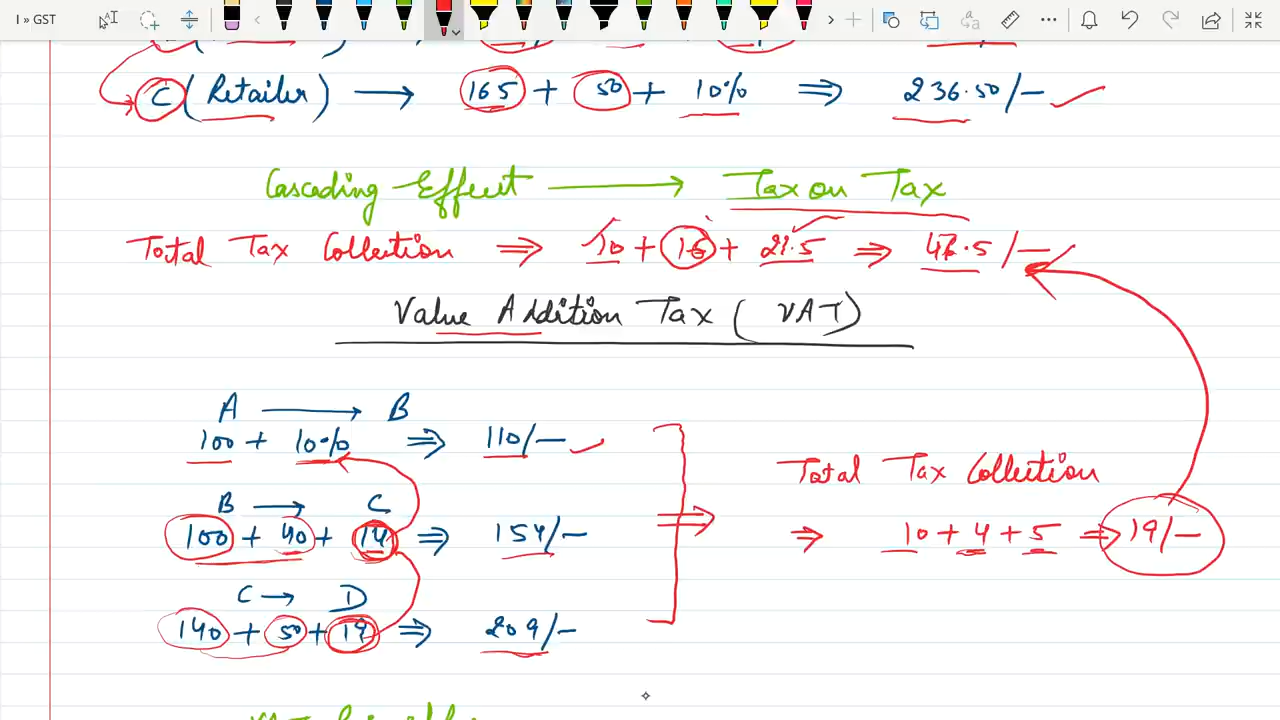 I » GST
C (Retailer) → 165 + 50 + 10% ⇒ 236.50/-
Cascading Effect → Tax on Tax
Total Tax Collection ⇒ 10 + 15 + 21.5 ⇒ .5/-
Value Addition Tax ( VAT)
A → B
100 + 10% ⇒ 110/-
B → C
100 + 40 + 14 ⇒ 154/-
C → D
140 + 50 + 19 ⇒ 209/-
Total Tax Collection
⇒ 10 + 4 + 5 ⇒ 19/-